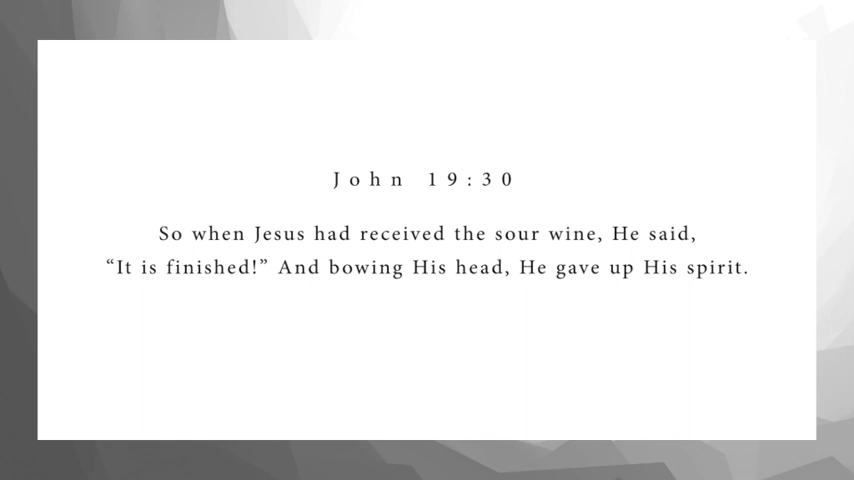 John 19:30
So when Jesus had received the sour wine, He said,
“It is finished!” And bowing His head, He gave up His spirit.